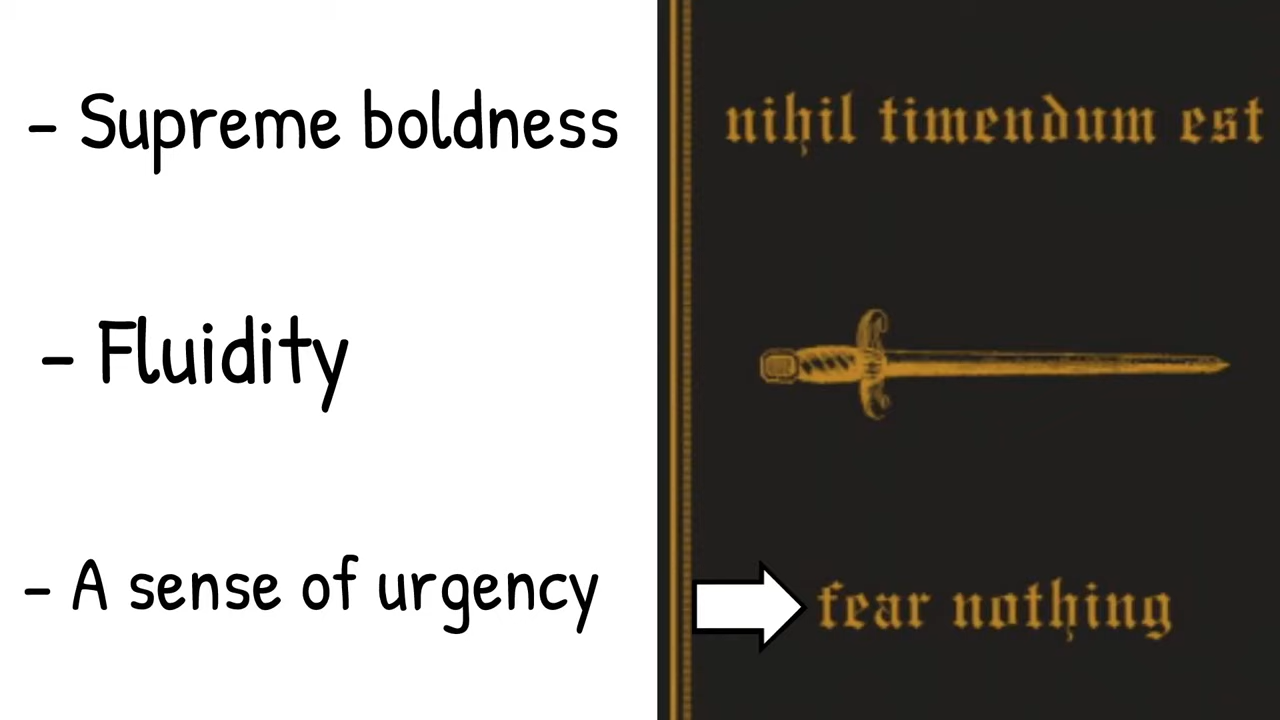 - Supreme boldness
- Fluidity
- A sense of urgency
nihil timendum est
fear nothing